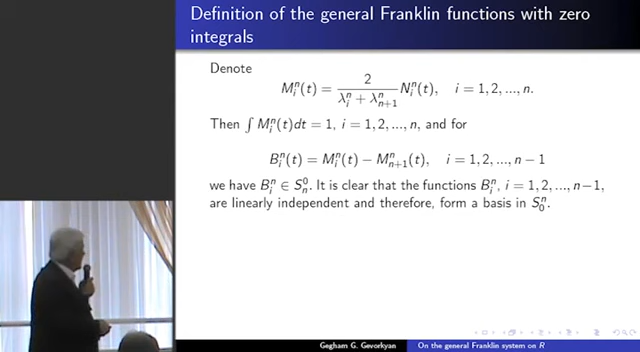 Definition of the general Franklin functions with zero
integrals
Denote
M_i^n(t) = 2 / (λ_i^n + λ_{n+1}^n) N_i^n(t), i = 1, 2, ..., n.
Then ∫ M_i^n(t)dt = 1, i = 1, 2, ..., n, and for
B_i^n(t) = M_i^n(t) − M_{n+1}^n(t), i = 1, 2, ..., n − 1
we have B_i^n ∈ S_n^0. It is clear that the functions B_i^n, i = 1, 2, ..., n−1,
are linearly independent and therefore, form a basis in S_0^n.
Gegham G. Gevorkyan On the general Franklin system on R